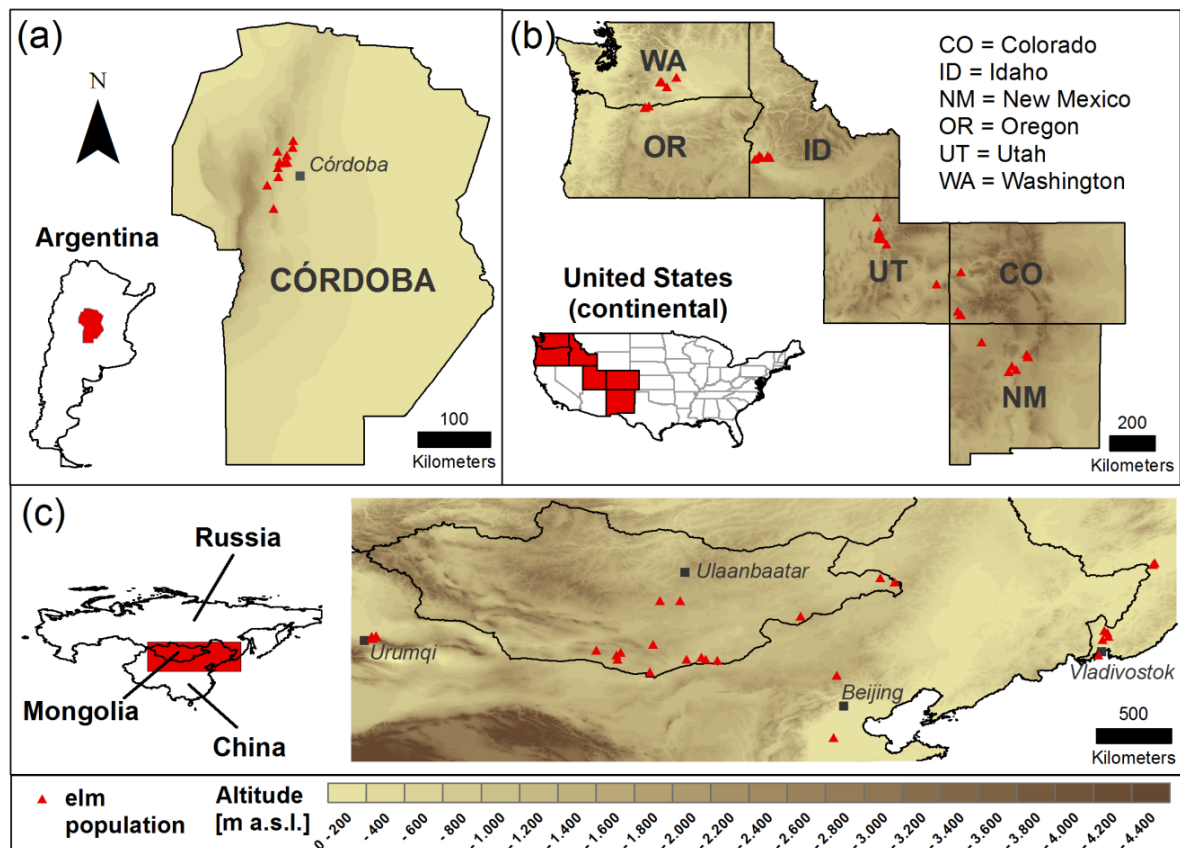 (a)
N
Córdoba
Argentina
CÓRDOBA
100
Kilometers
(b)
WA
OR
ID
UT
CO
NM
CO = Colorado
ID = Idaho
NM = New Mexico
OR = Oregon
UT = Utah
WA = Washington
United States
(continental)
200
Kilometers
(c)
Russia
Mongolia
China
Ulaanbaatar
Urumqi
Beijing
Vladivostok
500
Kilometers
elm
population
Altitude
[m a.s.l.]
0 - 200
- 400
- 600
- 800
- 1.000
- 1.200
- 1.400
- 1.600
- 1.800
- 2.000
- 2.200
- 2.400
- 2.600
- 2.800
- 3.000
- 3.200
- 3.400
- 3.600
- 3.800
- 4.000
- 4.200
- 4.400